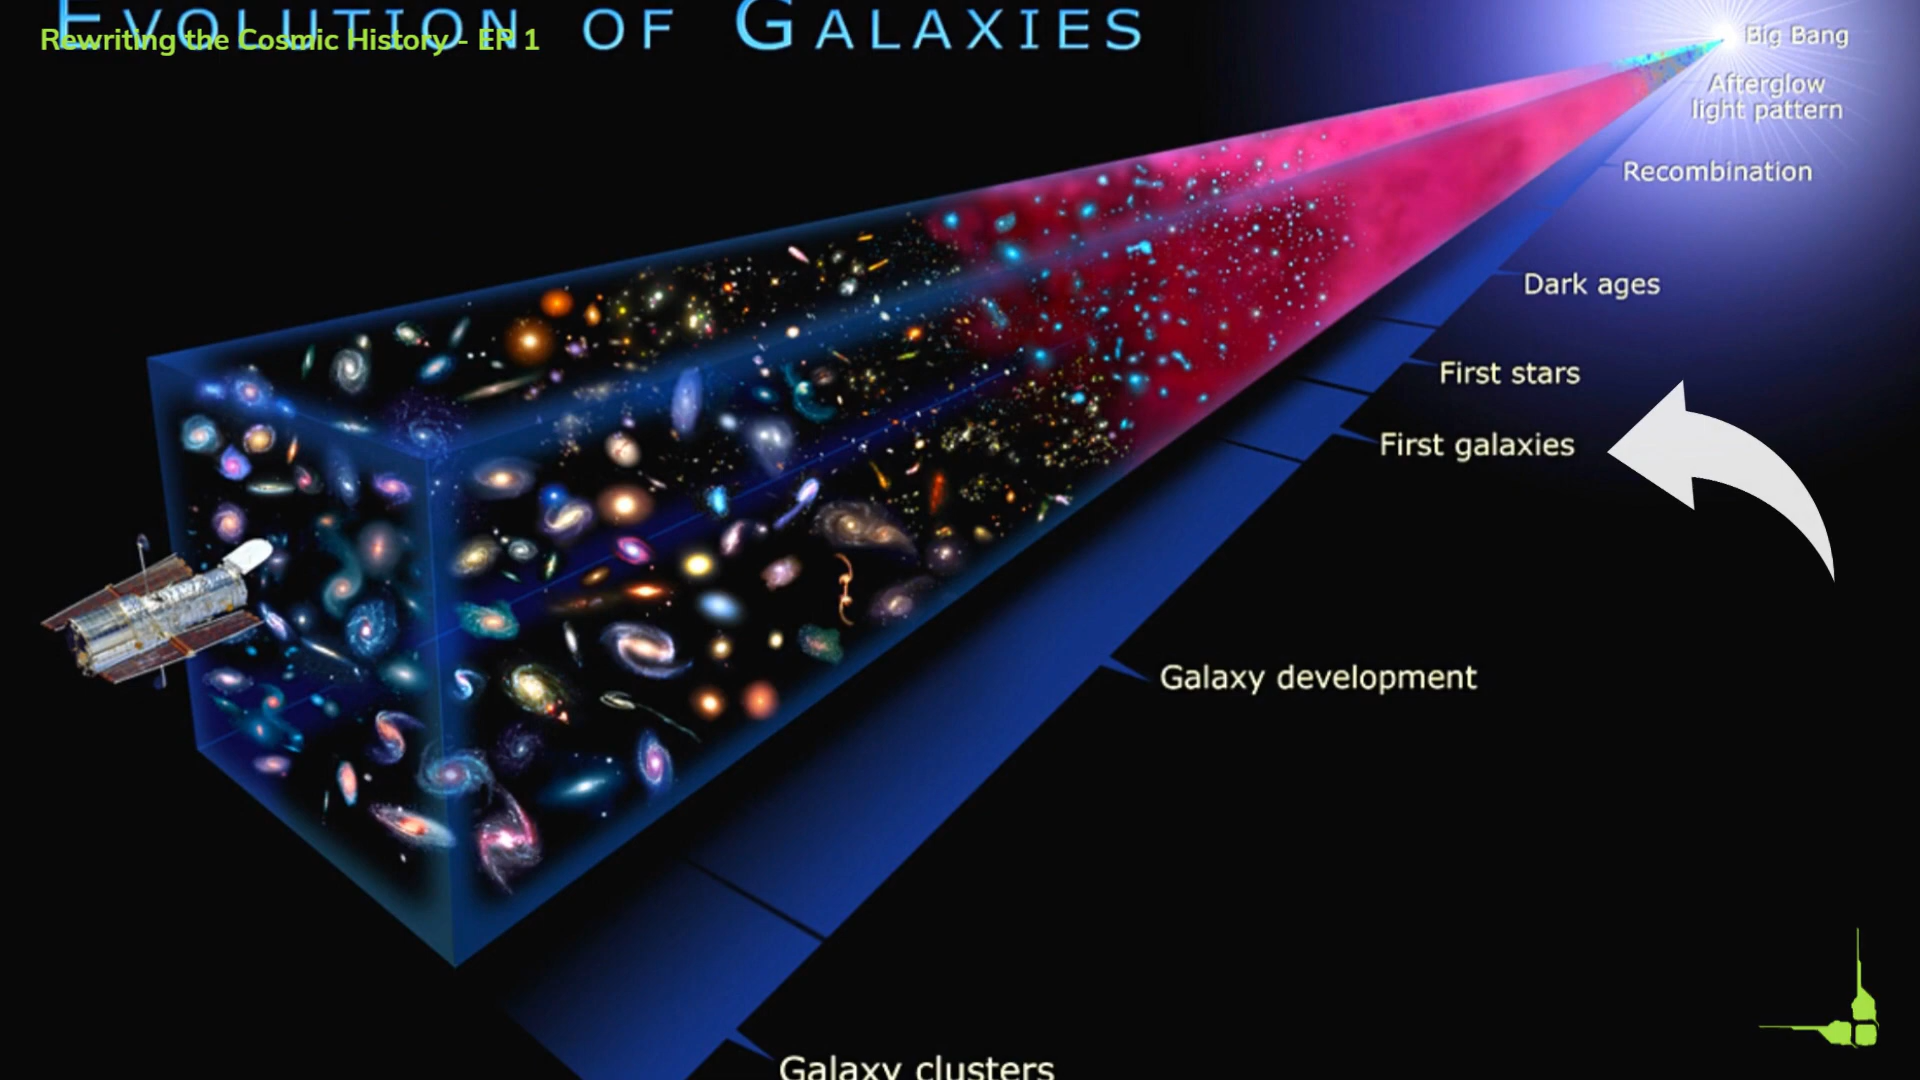 EVOLUTION OF GALAXIES
Rewriting the Cosmic History - EP 1
Big Bang
Afterglow
light pattern
Recombination
Dark ages
First stars
First galaxies
Galaxy development
Galaxy clusters